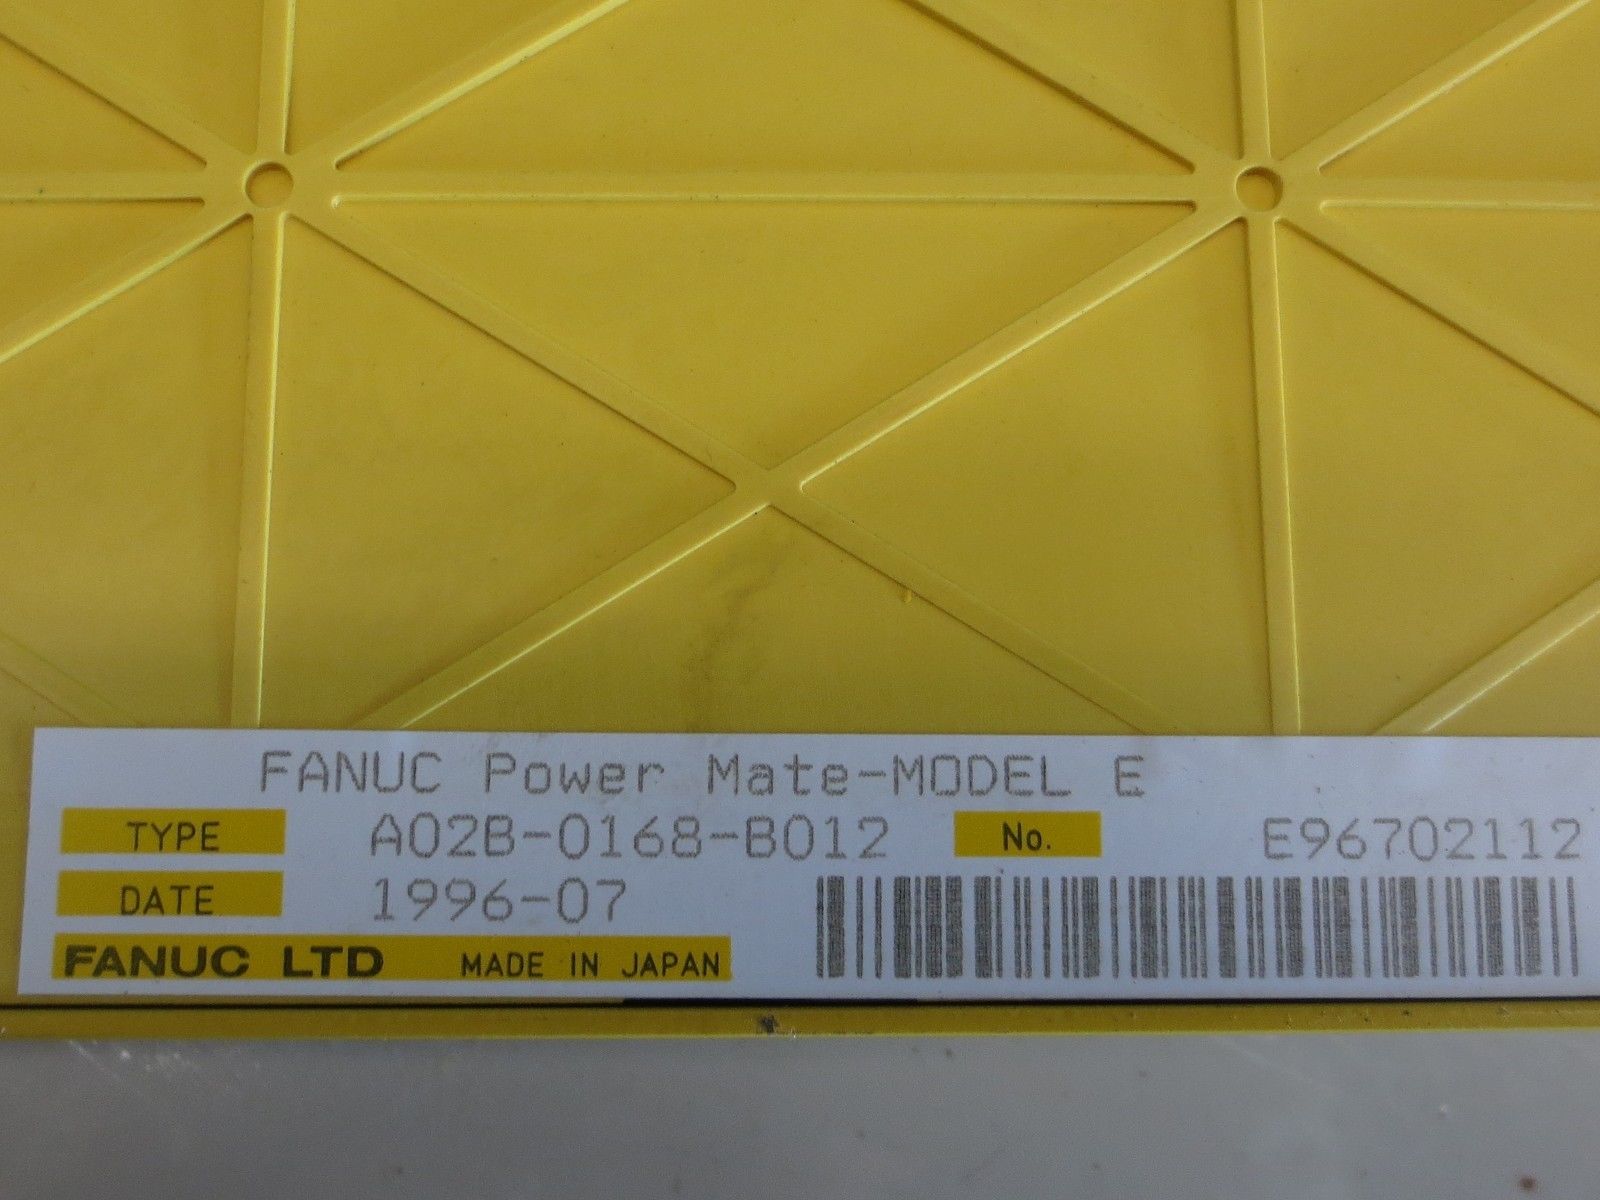 FANUC Power Mate-MODEL E
TYPE A02B-0168-B012 No. E96702112
DATE 1996-07
FANUC LTD MADE IN JAPAN